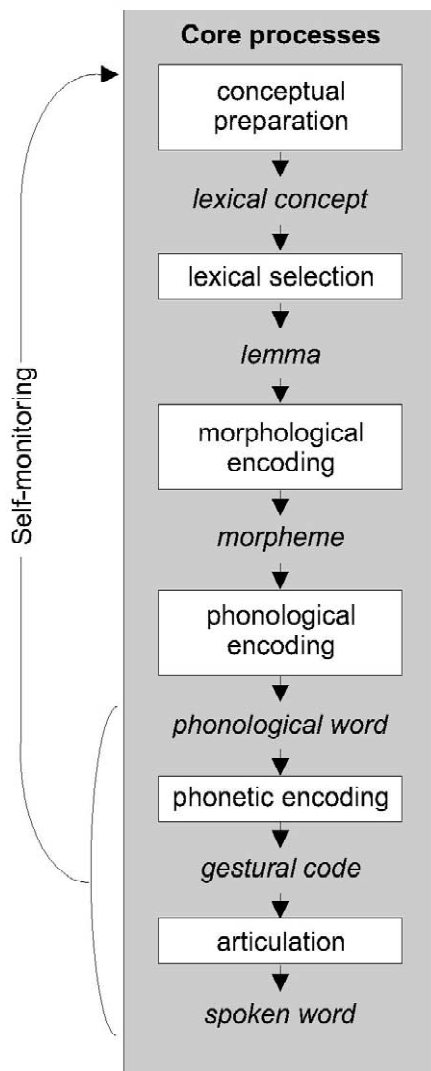 Core processes
conceptual
preparation
lexical concept
lexical selection
lemma
morphological
encoding
morpheme
phonological
encoding
phonological word
phonetic encoding
gestural code
articulation
spoken word
Self-monitoring